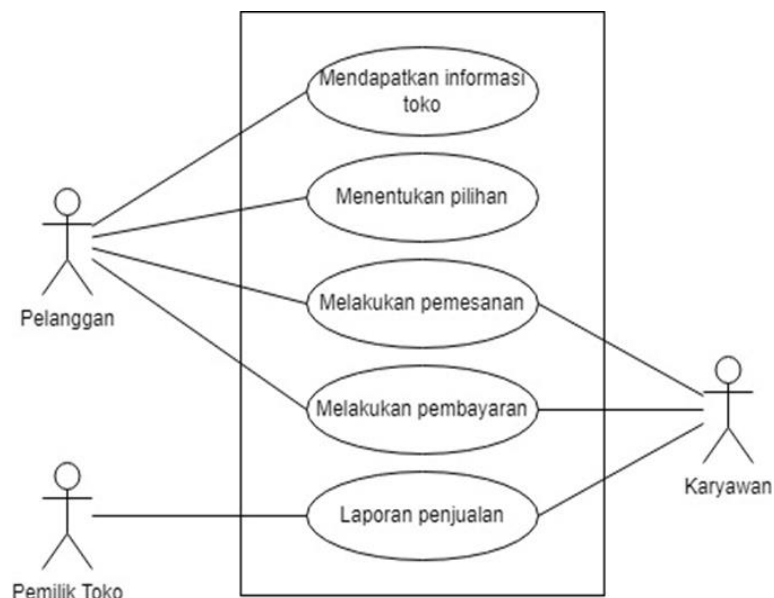 Mendapatkan informasi
toko
Menentukan pilihan
Melakukan pemesanan
Pelanggan
Melakukan pembayaran
Karyawan
Laporan penjualan
Pemilik Toko